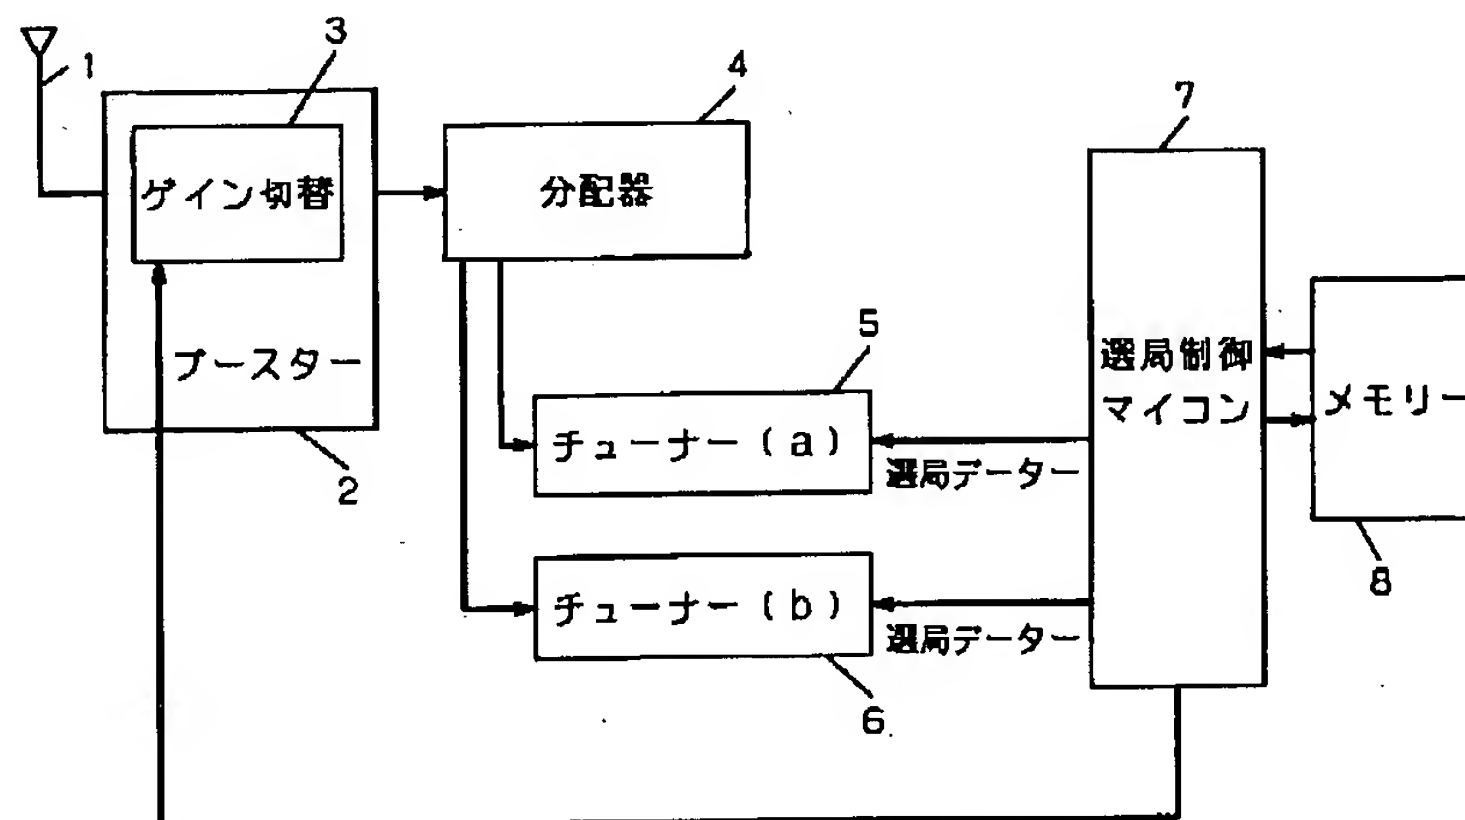 1
3
ゲイン切替
ブースター
2
4
分配器
5
チューナー(a)
選局データー
チューナー(b)
選局データー
6
7
選局制御
マイコン
メモリー
8